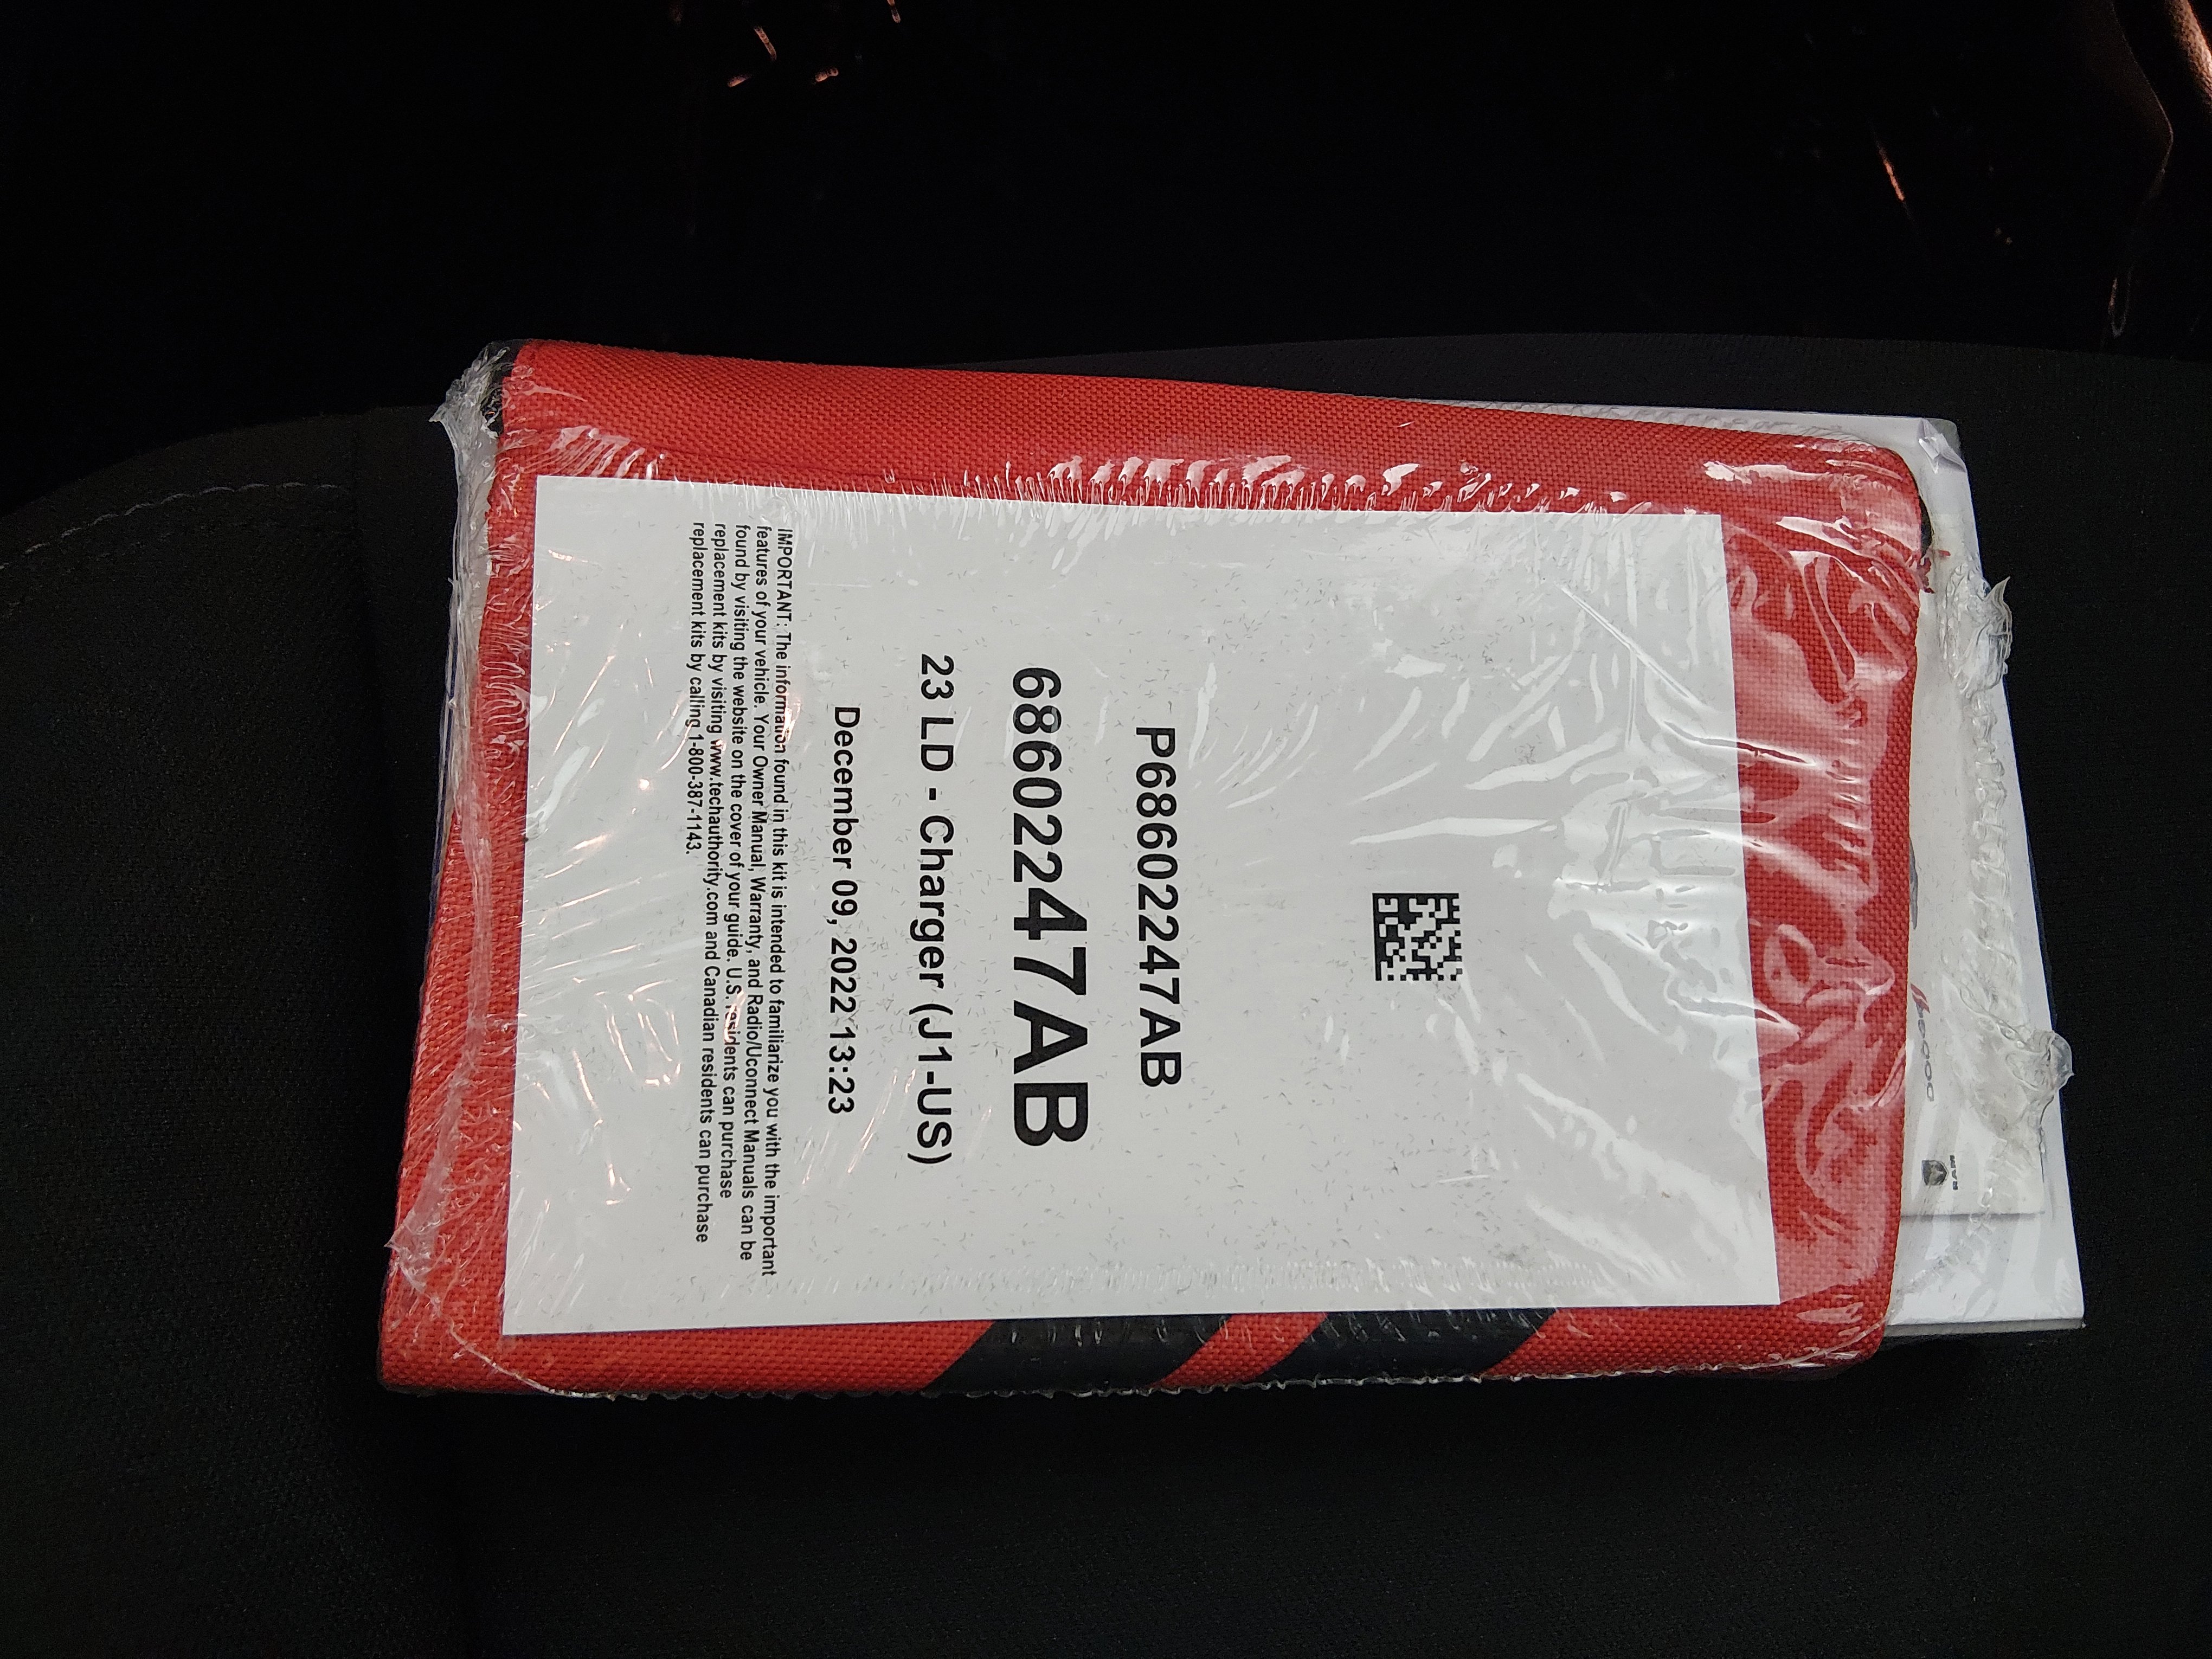 P68602247AB
68602247AB
23 LD - Charger (J1-US)
December 09, 2022 13:23
IMPORTANT: The information found in this kit is intended to familiarize you with the important
features of your vehicle. Your Owner Manual, Warranty, and Radio/Uconnect Manuals can be
found by visiting the website on the cover of your guide. U.S. residents can purchase
replacement kits by visiting www.techauthority.com and Canadian residents can purchase
replacement kits by calling 1-800-387-1143.